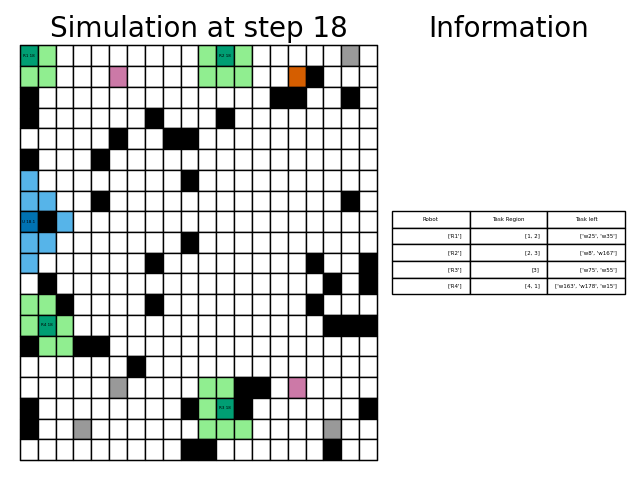 Simulation at step 18
Information
Robot Task Region Task left
['R1'] [1, 2] ['w25', 'w35']
['R2'] [2, 3] ['w8', 'w167']
['R3'] [3] ['w75', 'w55']
['R4'] [4, 1] ['w163', 'w178', 'w15']